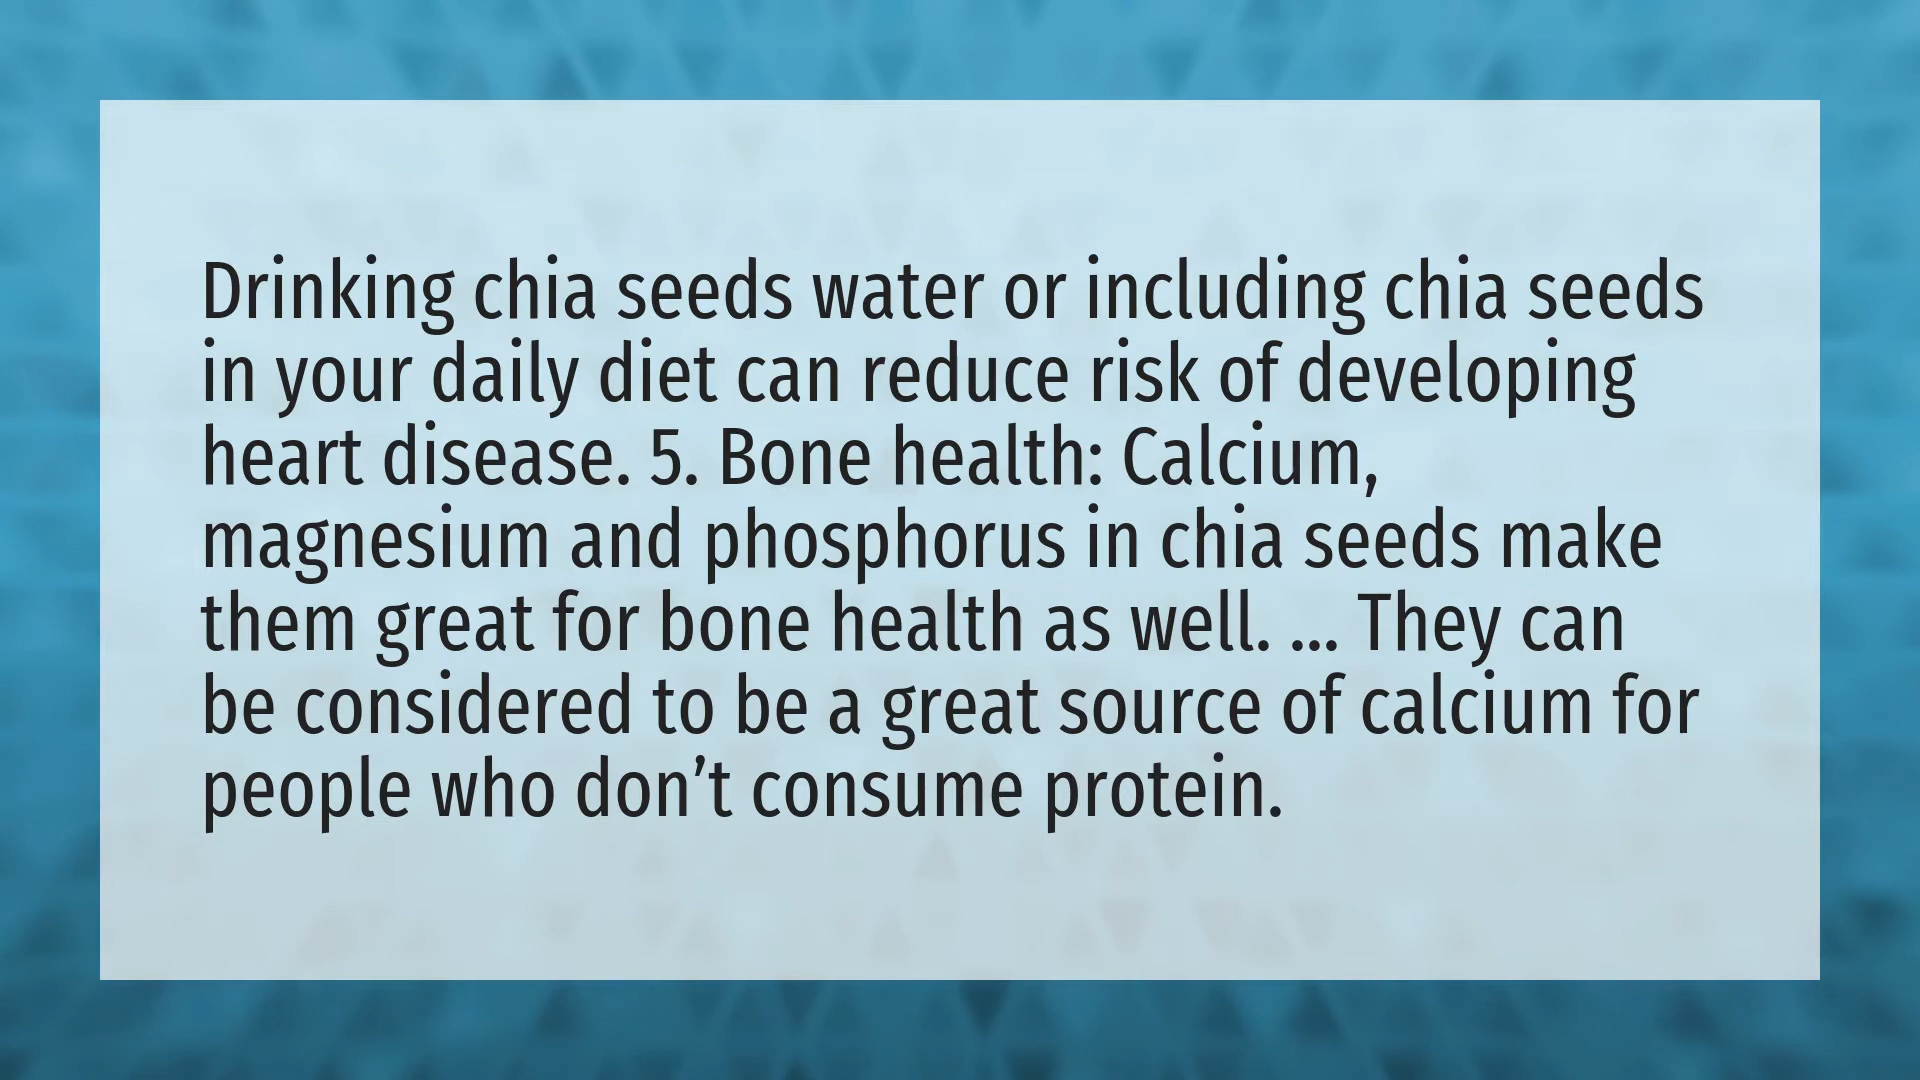 Drinking chia seeds water or including chia seeds
in your daily diet can reduce risk of developing
heart disease. 5. Bone health: Calcium,
magnesium and phosphorus in chia seeds make
them great for bone health as well. ... They can
be considered to be a great source of calcium for
people who don’t consume protein.